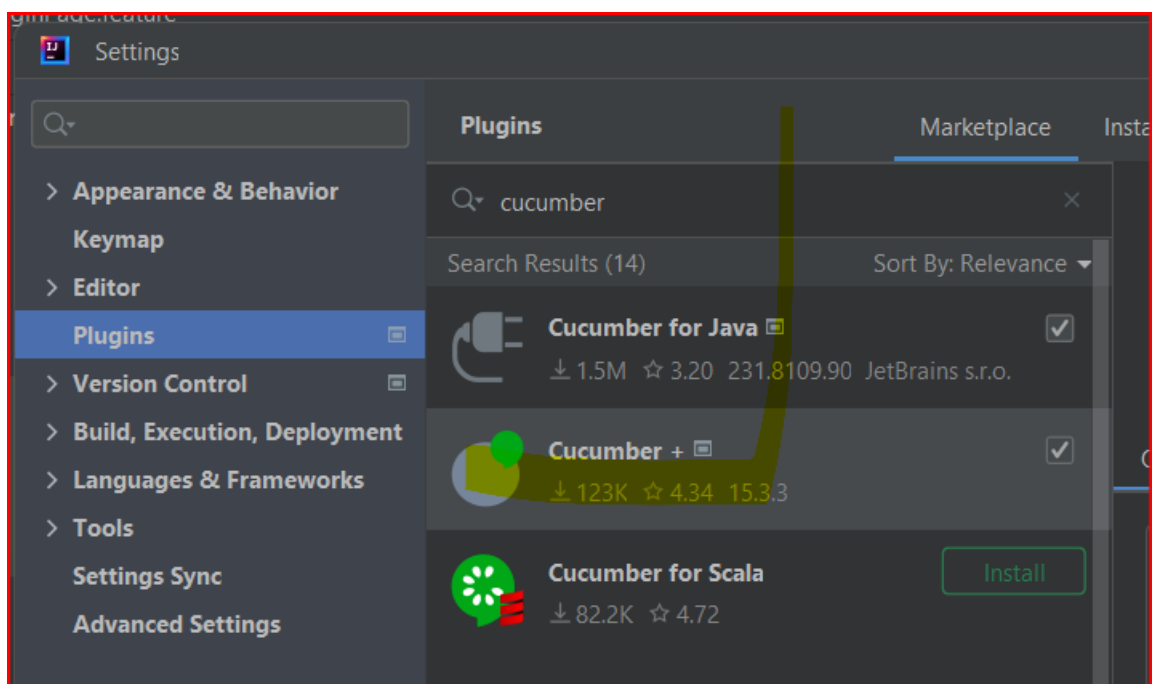 Settings
Appearance & Behavior
Keymap
Editor
Plugins
Version Control
Build, Execution, Deployment
Languages & Frameworks
Tools
Settings Sync
Advanced Settings
Plugins
Marketplace
cucumber
Search Results (14)
Sort By: Relevance
Cucumber for Java
1.5M 3.20 231.8109.90 JetBrains s.r.o.
Cucumber +
123K 4.34 15.3.3
Cucumber for Scala
Install
82.2K 4.72